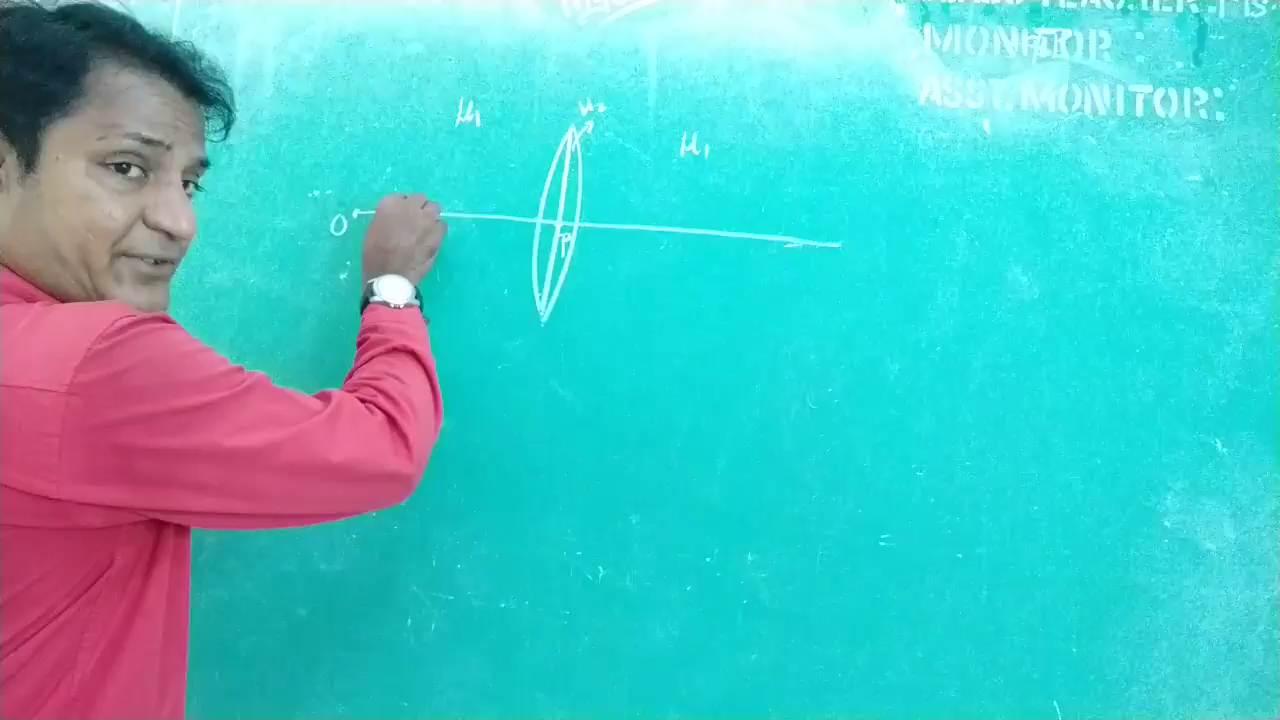 MONITOR :
ASST. MONITOR:
μ₁
μ₂
μ₁
O
P